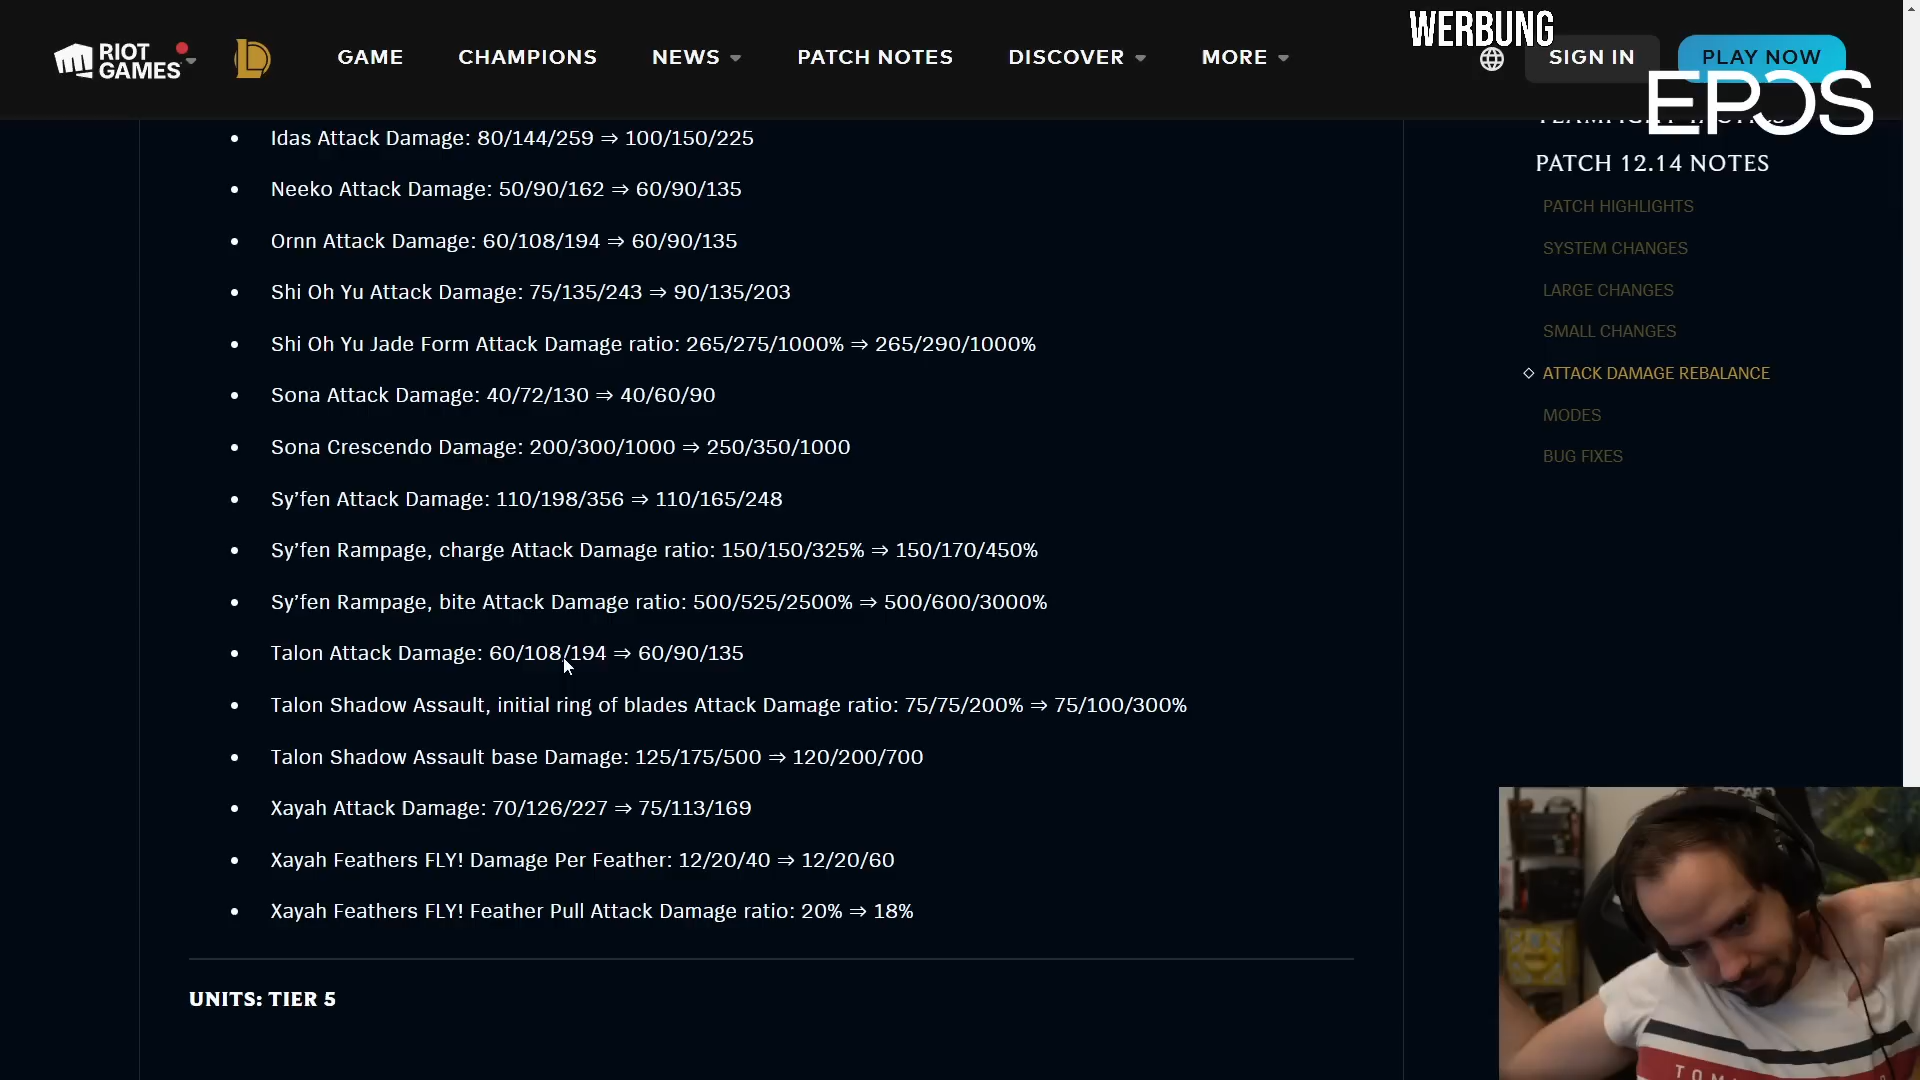 WERBUNG
RIOT GAMES
GAME
CHAMPIONS
NEWS
PATCH NOTES
DISCOVER
MORE
SIGN IN
PLAY NOW
EPOS
Idas Attack Damage: 80/144/259 ⇒ 100/150/225
Neeko Attack Damage: 50/90/162 ⇒ 60/90/135
Ornn Attack Damage: 60/108/194 ⇒ 60/90/135
Shi Oh Yu Attack Damage: 75/135/243 ⇒ 90/135/203
Shi Oh Yu Jade Form Attack Damage ratio: 265/275/1000% ⇒ 265/290/1000%
Sona Attack Damage: 40/72/130 ⇒ 40/60/90
Sona Crescendo Damage: 200/300/1000 ⇒ 250/350/1000
Sy’fen Attack Damage: 110/198/356 ⇒ 110/165/248
Sy’fen Rampage, charge Attack Damage ratio: 150/150/325% ⇒ 150/170/450%
Sy’fen Rampage, bite Attack Damage ratio: 500/525/2500% ⇒ 500/600/3000%
Talon Attack Damage: 60/108/194 ⇒ 60/90/135
Talon Shadow Assault, initial ring of blades Attack Damage ratio: 75/75/200% ⇒ 75/100/300%
Talon Shadow Assault base Damage: 125/175/500 ⇒ 120/200/700
Xayah Attack Damage: 70/126/227 ⇒ 75/113/169
Xayah Feathers FLY! Damage Per Feather: 12/20/40 ⇒ 12/20/60
Xayah Feathers FLY! Feather Pull Attack Damage ratio: 20% ⇒ 18%
UNITS: TIER 5
PATCH 12.14 NOTES
PATCH HIGHLIGHTS
SYSTEM CHANGES
LARGE CHANGES
SMALL CHANGES
ATTACK DAMAGE REBALANCE
MODES
BUG FIXES